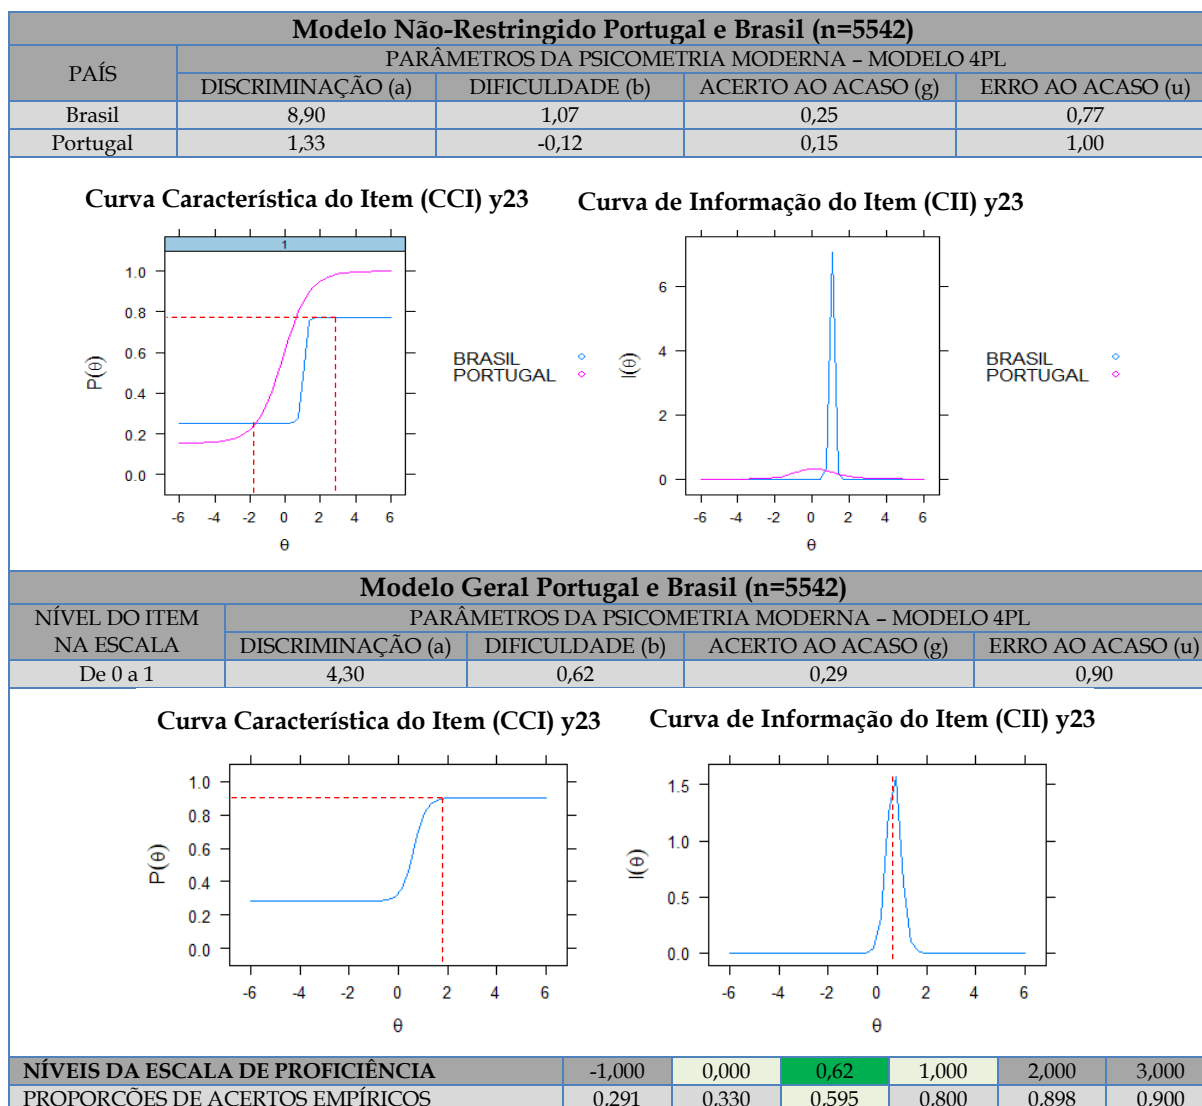 Modelo Não-Restringido Portugal e Brasil (n=5542)
PAÍS
PARÂMETROS DA PSICOMETRIA MODERNA – MODELO 4PL
DISCRIMINAÇÃO (a) DIFICULDADE (b) ACERTO AO ACASO (g) ERRO AO ACASO (u)
Brasil 8,90 1,07 0,25 0,77
Portugal 1,33 -0,12 0,15 1,00
Curva Característica do Item (CCI) y23
1
1.0
0.8
0.6
0.4
0.2
0.0
P(θ)
-6 -4 -2 0 2 4 6
θ
BRASIL
PORTUGAL
Curva de Informação do Item (CII) y23
6
4
2
0
I(θ)
-6 -4 -2 0 2 4 6
θ
BRASIL
PORTUGAL
Modelo Geral Portugal e Brasil (n=5542)
NÍVEL DO ITEM
NA ESCALA
PARÂMETROS DA PSICOMETRIA MODERNA – MODELO 4PL
DISCRIMINAÇÃO (a) DIFICULDADE (b) ACERTO AO ACASO (g) ERRO AO ACASO (u)
De 0 a 1 4,30 0,62 0,29 0,90
Curva Característica do Item (CCI) y23
1.0
0.8
0.6
0.4
0.2
0.0
P(θ)
-6 -4 -2 0 2 4 6
θ
Curva de Informação do Item (CII) y23
1.5
1.0
0.5
0.0
I(θ)
-6 -4 -2 0 2 4 6
θ
NÍVEIS DA ESCALA DE PROFICIÊNCIA -1,000 0,000 0,62 1,000 2,000 3,000
PROPORÇÕES DE ACERTOS EMPÍRICOS 0,291 0,330 0,595 0,800 0,898 0,900